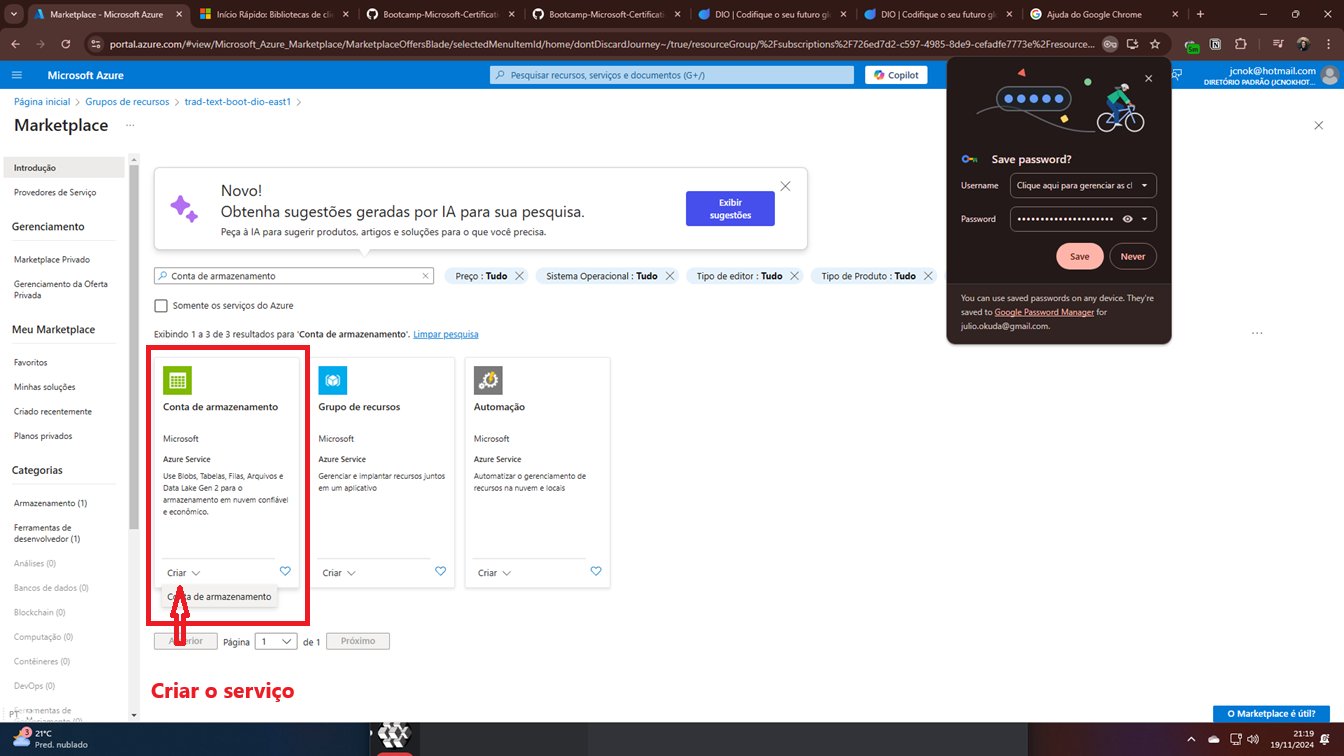 Marketplace - Microsoft Azure
Início Rápido: Bibliotecas de cli
Bootcamp-Microsoft-Certificati
Bootcamp-Microsoft-Certificati
DIO | Codifique o seu futuro gl
DIO | Codifique o seu futuro gl
Ajuda do Google Chrome
portal.azure.com/#view/Microsoft_Azure_Marketplace/MarketplaceOffersBlade/selectedMenuItemId/home/dontDiscardJourney~/true/resourceGroup/%2Fsubscriptions%2F726ed7d2-c597-4985-8de9-cefadfe7773e%2Fresource...
Microsoft Azure
Pesquisar recursos, serviços e documentos (G+/)
Copilot
jcnok@hotmail.com
DIRETÓRIO PADRÃO (JCNOKHOT...
Página inicial > Grupos de recursos > trad-text-boot-dio-east1 >
Marketplace ...
Introdução
Provedores de Serviço
Gerenciamento
Marketplace Privado
Gerenciamento da Oferta
Privada
Meu Marketplace
Favoritos
Minhas soluções
Criado recentemente
Planos privados
Categorias
Armazenamento (1)
Ferramentas de
desenvolvedor (1)
Análises (0)
Bancos de dados (0)
Blockchain (0)
Computação (0)
Contêineres (0)
DevOps (0)
Ferramentas de
Novo!
Obtenha sugestões geradas por IA para sua pesquisa.
Peça à IA para sugerir produtos, artigos e soluções para o que você precisa.
Exibir
sugestões
Conta de armazenamento
Preço : Tudo
Sistema Operacional : Tudo
Tipo de editor : Tudo
Tipo de Produto : Tudo
Somente os serviços do Azure
Exibindo 1 a 3 de 3 resultados para 'Conta de armazenamento'. Limpar pesquisa
Conta de armazenamento
Microsoft
Azure Service
Use Blobs, Tabelas, Filas, Arquivos e
Data Lake Gen 2 para o
armazenamento em nuvem confiável
e econômico.
Criar
Conta de armazenamento
Grupo de recursos
Microsoft
Azure Service
Gerenciar e implantar recursos juntos
em um aplicativo
Criar
Automação
Microsoft
Azure Service
Automatizar o gerenciamento de
recursos na nuvem e locais
Criar
Anterior
Página 1 de 1
Próximo
Criar o serviço
Save password?
Username
Clique aqui para gerenciar as cl
Password
Save
Never
You can use saved passwords on any device. They're
saved to Google Password Manager for
julio.okuda@gmail.com.
...
O Marketplace é útil?
PT
3
21°C
Pred. nublado
21:19
19/11/2024